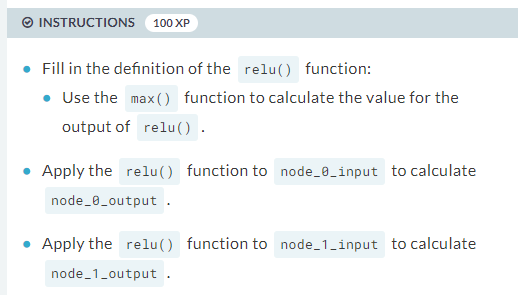 INSTRUCTIONS 100 XP
Fill in the definition of the relu() function:
Use the max() function to calculate the value for the
output of relu() .
Apply the relu() function to node_0_input to calculate
node_0_output .
Apply the relu() function to node_1_input to calculate
node_1_output .